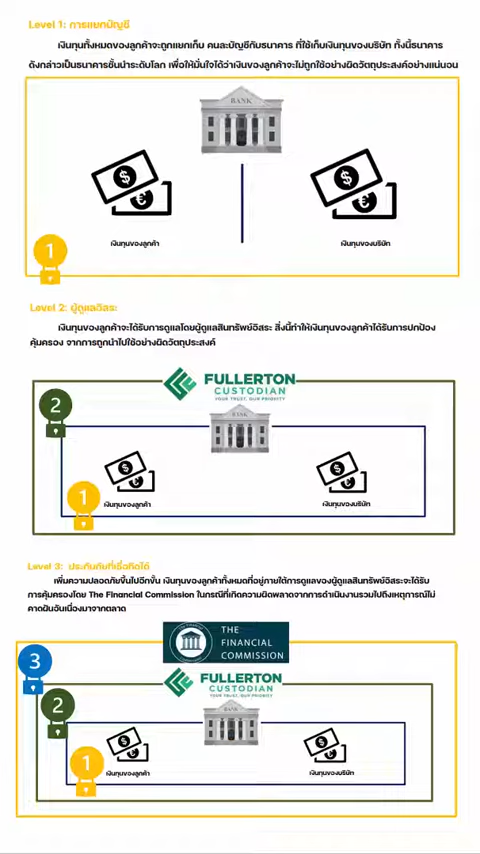 Level 1: การแยกบัญชี
เงินทุนทั้งหมดของลูกค้าจะถูกแยกเก็บ คนละบัญชีกับธนาคาร ที่ใช้เก็บเงินทุนของบริษัท ทั้งนี้ธนาคาร
ดังกล่าวเป็นธนาคารชั้นนำระดับโลก เพื่อให้มั่นใจได้ว่าเงินของลูกค้าจะไม่ถูกใช้อย่างผิดวัตถุประสงค์อย่างแน่นอน
BANK
เงินทุนของลูกค้า
เงินทุนของบริษัท
1
Level 2: ผู้ดูแลอิสระ
เงินทุนของลูกค้าจะได้รับการดูแลโดยผู้ดูแลสินทรัพย์อิสระ สิ่งนี้ทำให้เงินทุนของลูกค้าได้รับการปกป้อง
คุ้มครอง จากการถูกนำไปใช้อย่างผิดวัตถุประสงค์
FULLERTON
CUSTODIAN
YOUR TRUST, OUR PRIORITY
2
BANK
1
เงินทุนของลูกค้า
เงินทุนของบริษัท
Level 3: ประกันภัยที่เชื่อถือได้
เพิ่มความปลอดภัยขึ้นไปอีกขั้น เงินทุนของลูกค้าทั้งหมดที่อยู่ภายใต้การดูแลของผู้ดูแลสินทรัพย์อิสระจะได้รับ
การคุ้มครองโดย The Financial Commission ในกรณีที่เกิดความผิดพลาดจากการดำเนินงานรวมไปถึงเหตุการณ์ไม่
คาดฝันอันเนื่องมาจากตลาด
THE
FINANCIAL
COMMISSION
3
FULLERTON
CUSTODIAN
YOUR TRUST, OUR PRIORITY
2
BANK
1
เงินทุนของลูกค้า
เงินทุนของบริษัท